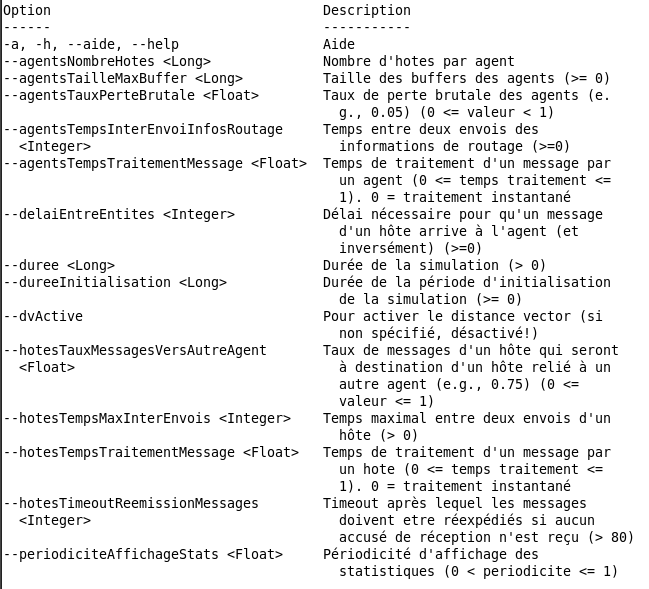 Option                                  Description
------                                  -----------
-a, -h, --aide, --help                  Aide
--agentsNombreHotes <Long>              Nombre d'hotes par agent
--agentsTailleMaxBuffer <Long>          Taille des buffers des agents (>= 0)
--agentsTauxPerteBrutale <Float>        Taux de perte brutale des agents (e.
                                          g., 0.05) (0 <= valeur < 1)
--agentsTempsInterEnvoiInfosRoutage     Temps entre deux envois des
  <Integer>                               informations de routage (>=0)
--agentsTempsTraitementMessage <Float>  Temps de traitement d'un message par
                                          un agent (0 <= temps traitement <=
                                          1). 0 = traitement instantané
--delaiEntreEntites <Integer>           Délai nécessaire pour qu'un message
                                          d'un hôte arrive à l'agent (et
                                          inversément) (>=0)
--duree <Long>                          Durée de la simulation (> 0)
--dureeInitialisation <Long>            Durée de la période d'initialisation
                                          de la simulation (>= 0)
--dvActive                              Pour activer le distance vector (si
                                          non spécifié, désactivé!)
--hotesTauxMessagesVersAutreAgent       Taux de messages d'un hôte qui seront
  <Float>                                 à destination d'un hôte relié à un
                                          autre agent (e.g., 0.75) (0 <=
                                          valeur <= 1)
--hotesTempsMaxInterEnvois <Integer>    Temps maximal entre deux envois d'un
                                          hôte (> 0)
--hotesTempsTraitementMessage <Float>   Temps de traitement d'un message par
                                          un hote (0 <= temps traitement <=
                                          1). 0 = traitement instantané
--hotesTimeoutReemissionMessages        Timeout après lequel les messages
  <Integer>                               doivent etre réexpédiés si aucun
                                          accusé de réception n'est reçu (> 80)
--periodiciteAffichageStats <Float>     Périodicité d'affichage des
                                          statistiques (0 < periodicite <= 1)